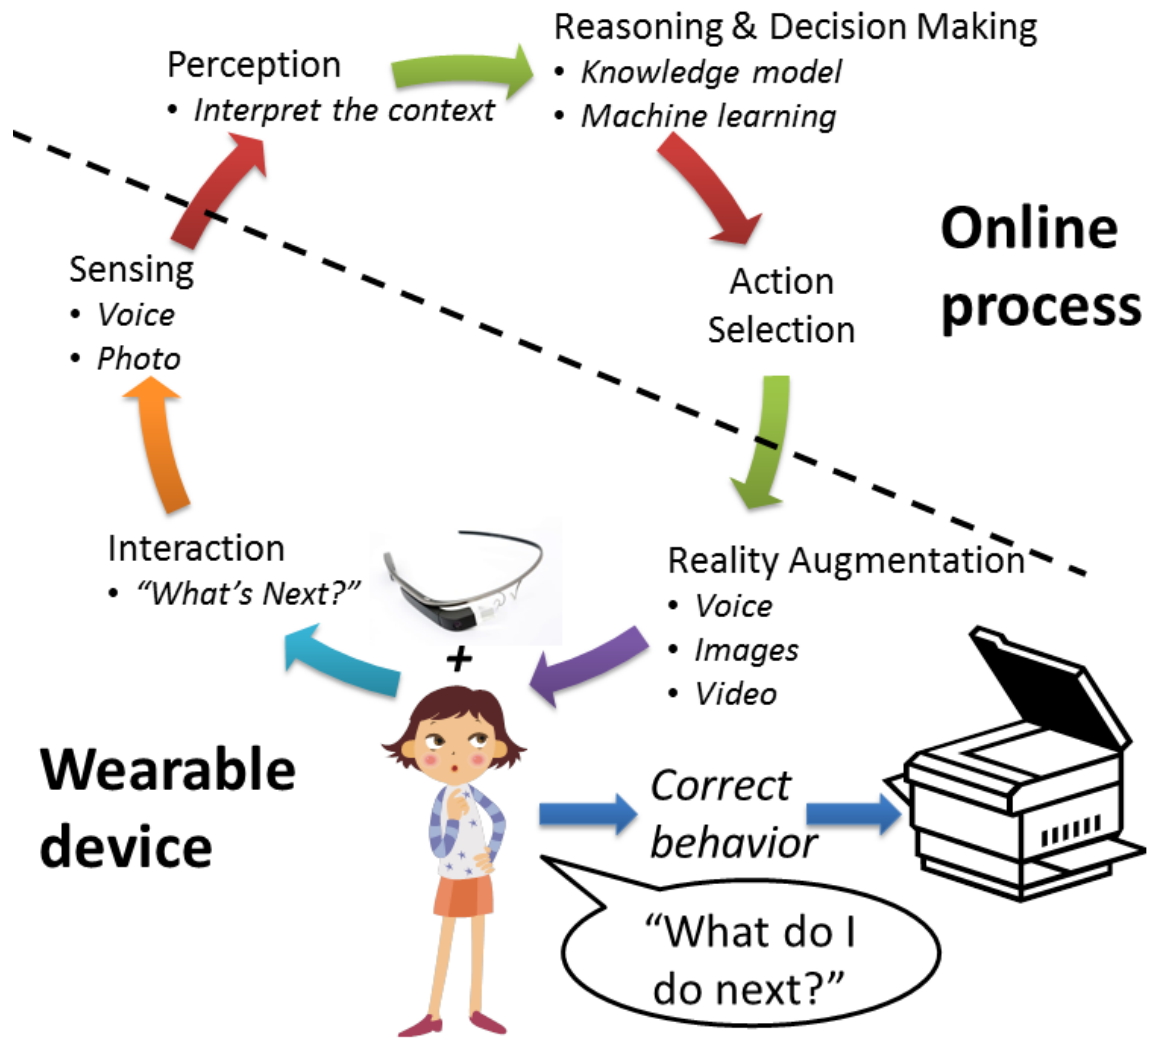 Reasoning & Decision Making
• Knowledge model
• Machine learning
Perception
• Interpret the context
Online
process
Sensing
• Voice
• Photo
Action
Selection
Interaction
• “What’s Next?”
Reality Augmentation
• Voice
• Images
• Video
+
Wearable
device
Correct
behavior
“What do I
do next?”